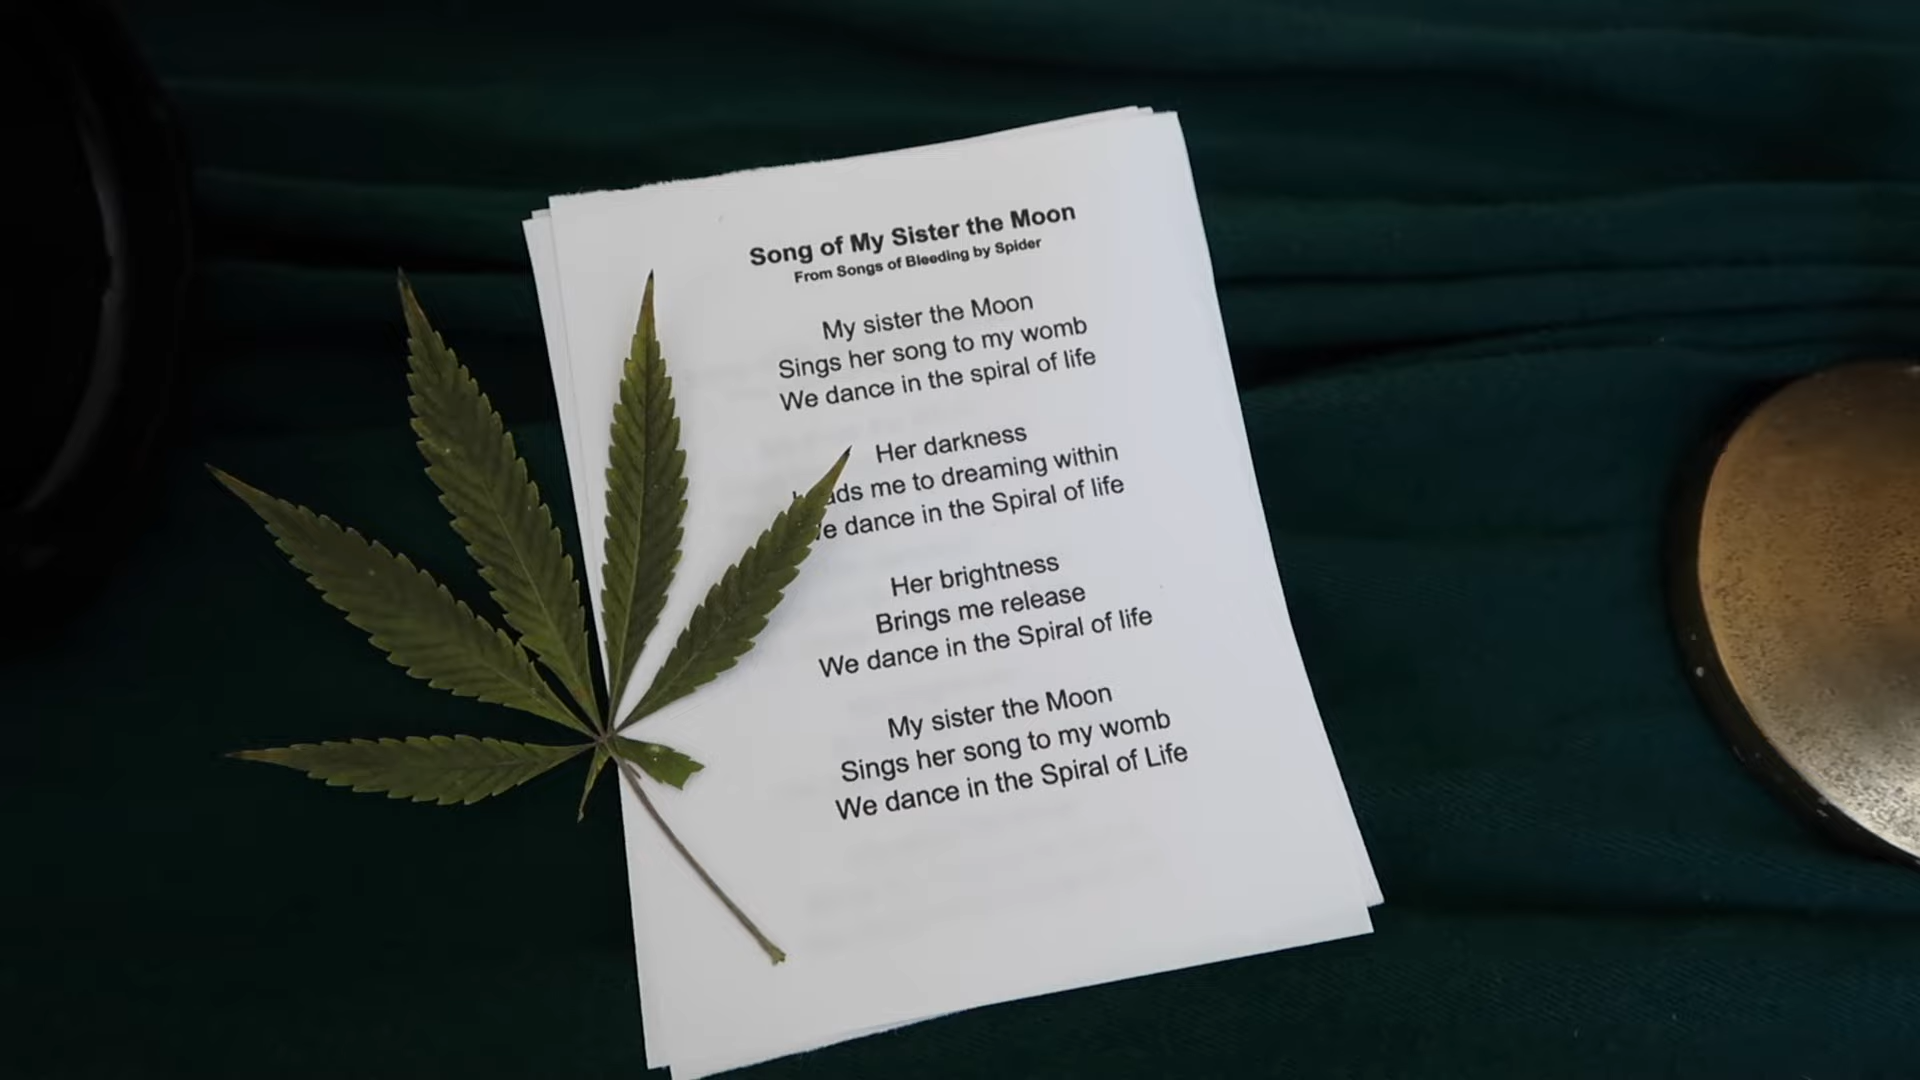 Song of My Sister the Moon
From Songs of Bleeding by Spider
My sister the Moon
Sings her song to my womb
We dance in the spiral of life
Her darkness
me to dreaming within
dance in the Spiral of life
Her brightness
Brings me release
We dance in the Spiral of life
My sister the Moon
Sings her song to my womb
We dance in the Spiral of Life